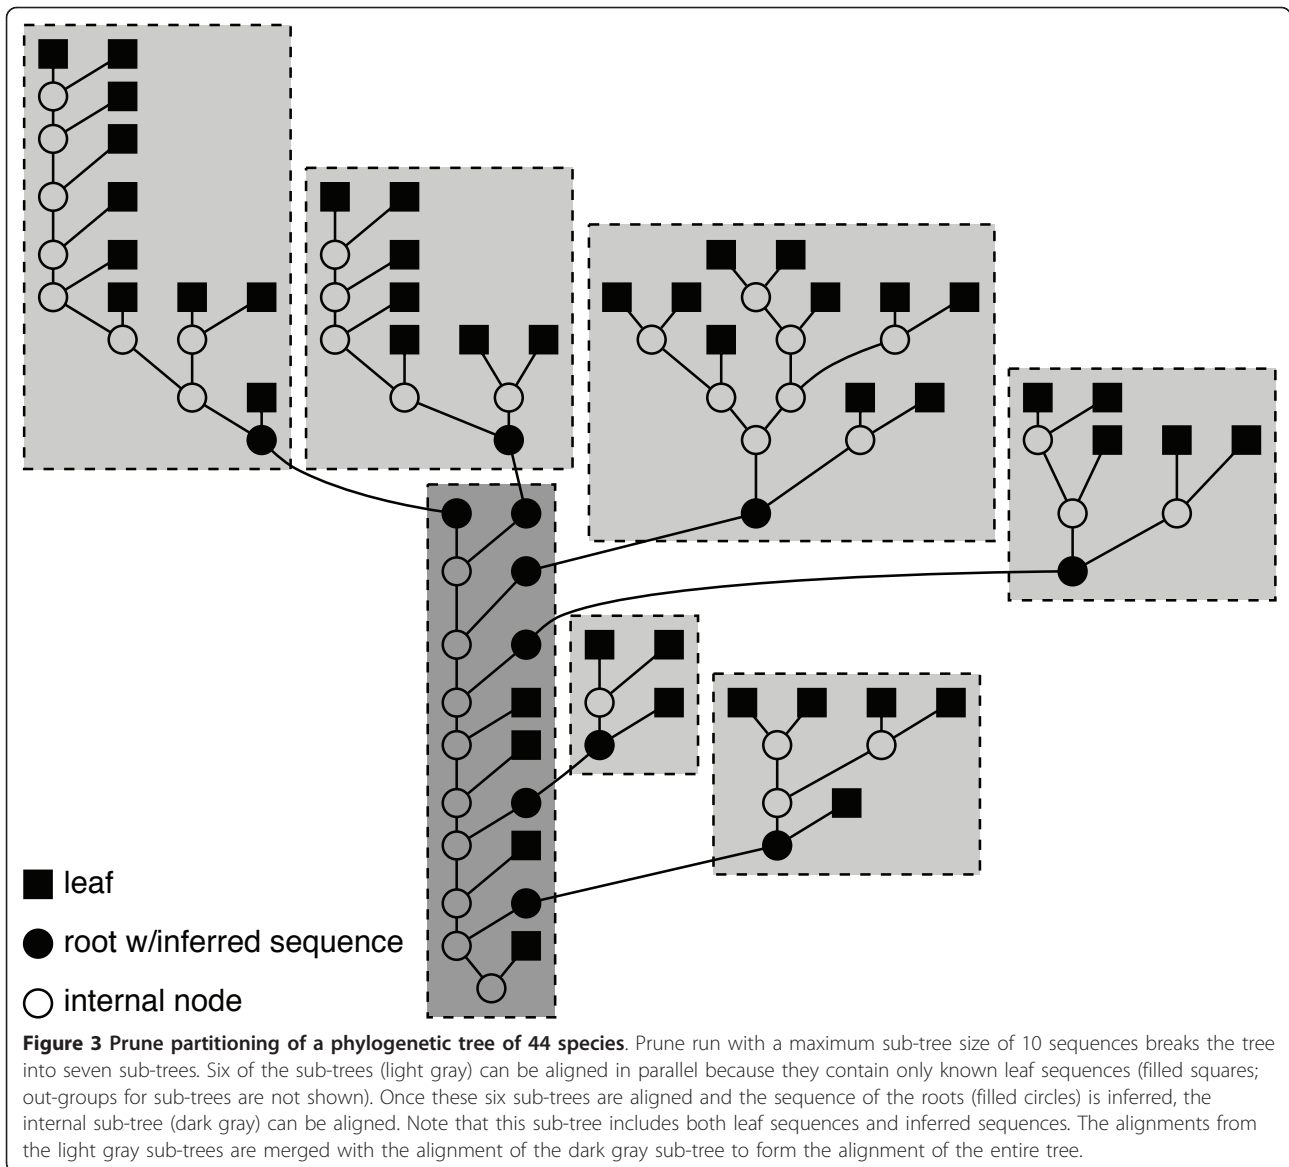 leaf
root w/inferred sequence
internal node
Figure 3 Prune partitioning of a phylogenetic tree of 44 species. Prune run with a maximum sub-tree size of 10 sequences breaks the tree
into seven sub-trees. Six of the sub-trees (light gray) can be aligned in parallel because they contain only known leaf sequences (filled squares;
out-groups for sub-trees are not shown). Once these six sub-trees are aligned and the sequence of the roots (filled circles) is inferred, the
internal sub-tree (dark gray) can be aligned. Note that this sub-tree includes both leaf sequences and inferred sequences. The alignments from
the light gray sub-trees are merged with the alignment of the dark gray sub-tree to form the alignment of the entire tree.